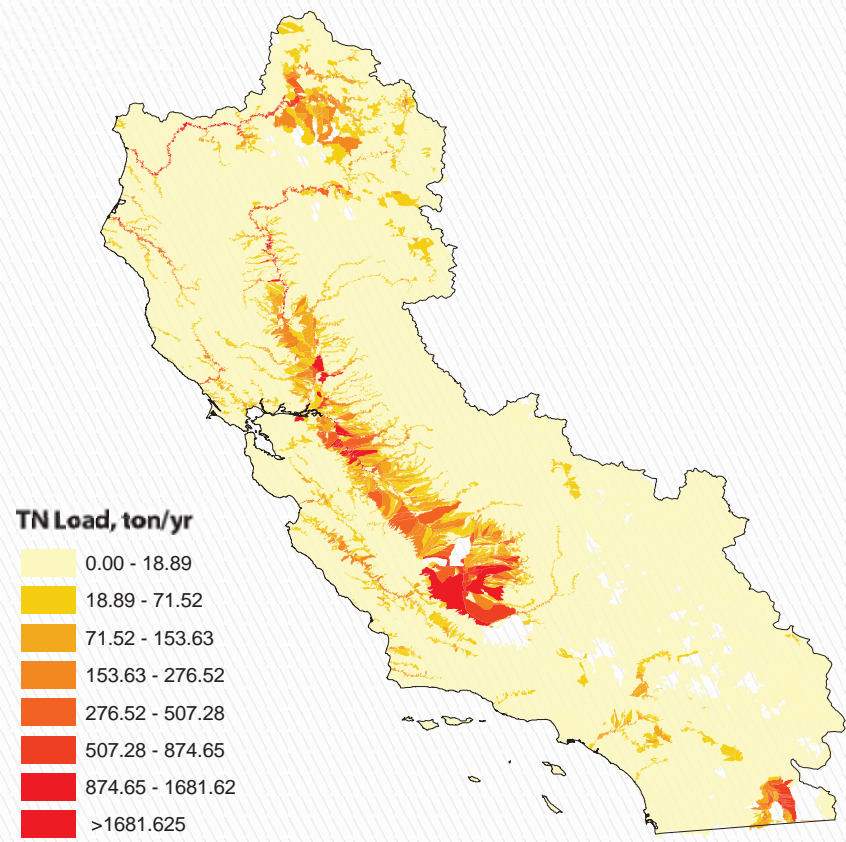 TN Load, ton/yr
0.00 - 18.89
18.89 - 71.52
71.52 - 153.63
153.63 - 276.52
276.52 - 507.28
507.28 - 874.65
874.65 - 1681.62
>1681.625